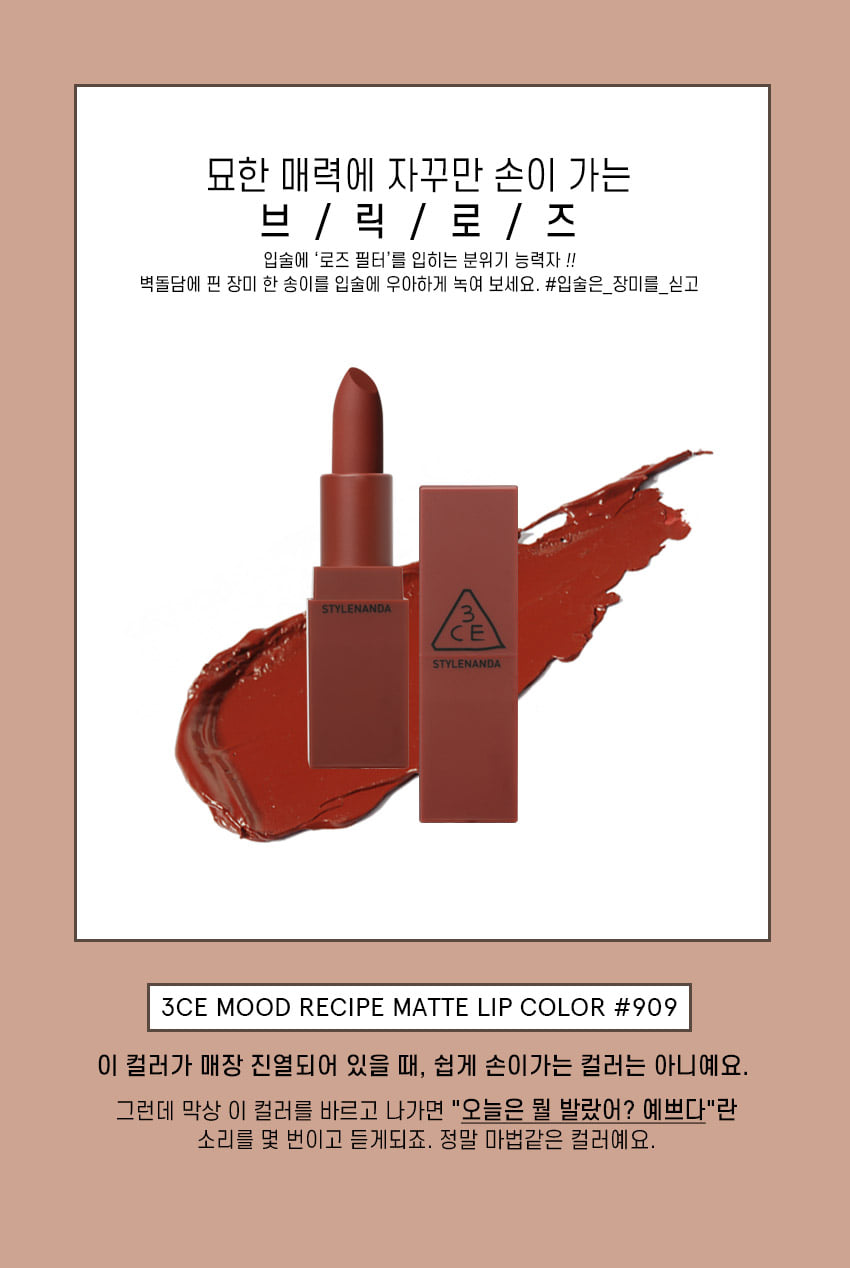 묘한 매력에 자꾸만 손이 가는
브 / 릭 / 로 / 즈
입술에 ‘로즈 필터’를 입히는 분위기 능력자 !!
벽돌담에 핀 장미 한 송이를 입술에 우아하게 녹여 보세요. #입술은_장미를_싣고
STYLENANDA
3
CE
STYLENANDA
3CE MOOD RECIPE MATTE LIP COLOR #909
이 컬러가 매장 진열되어 있을 때, 쉽게 손이가는 컬러는 아니예요.
그런데 막상 이 컬러를 바르고 나가면 "오늘은 뭘 발랐어? 예쁘다"란
소리를 몇 번이고 듣게되죠. 정말 마법같은 컬러예요.